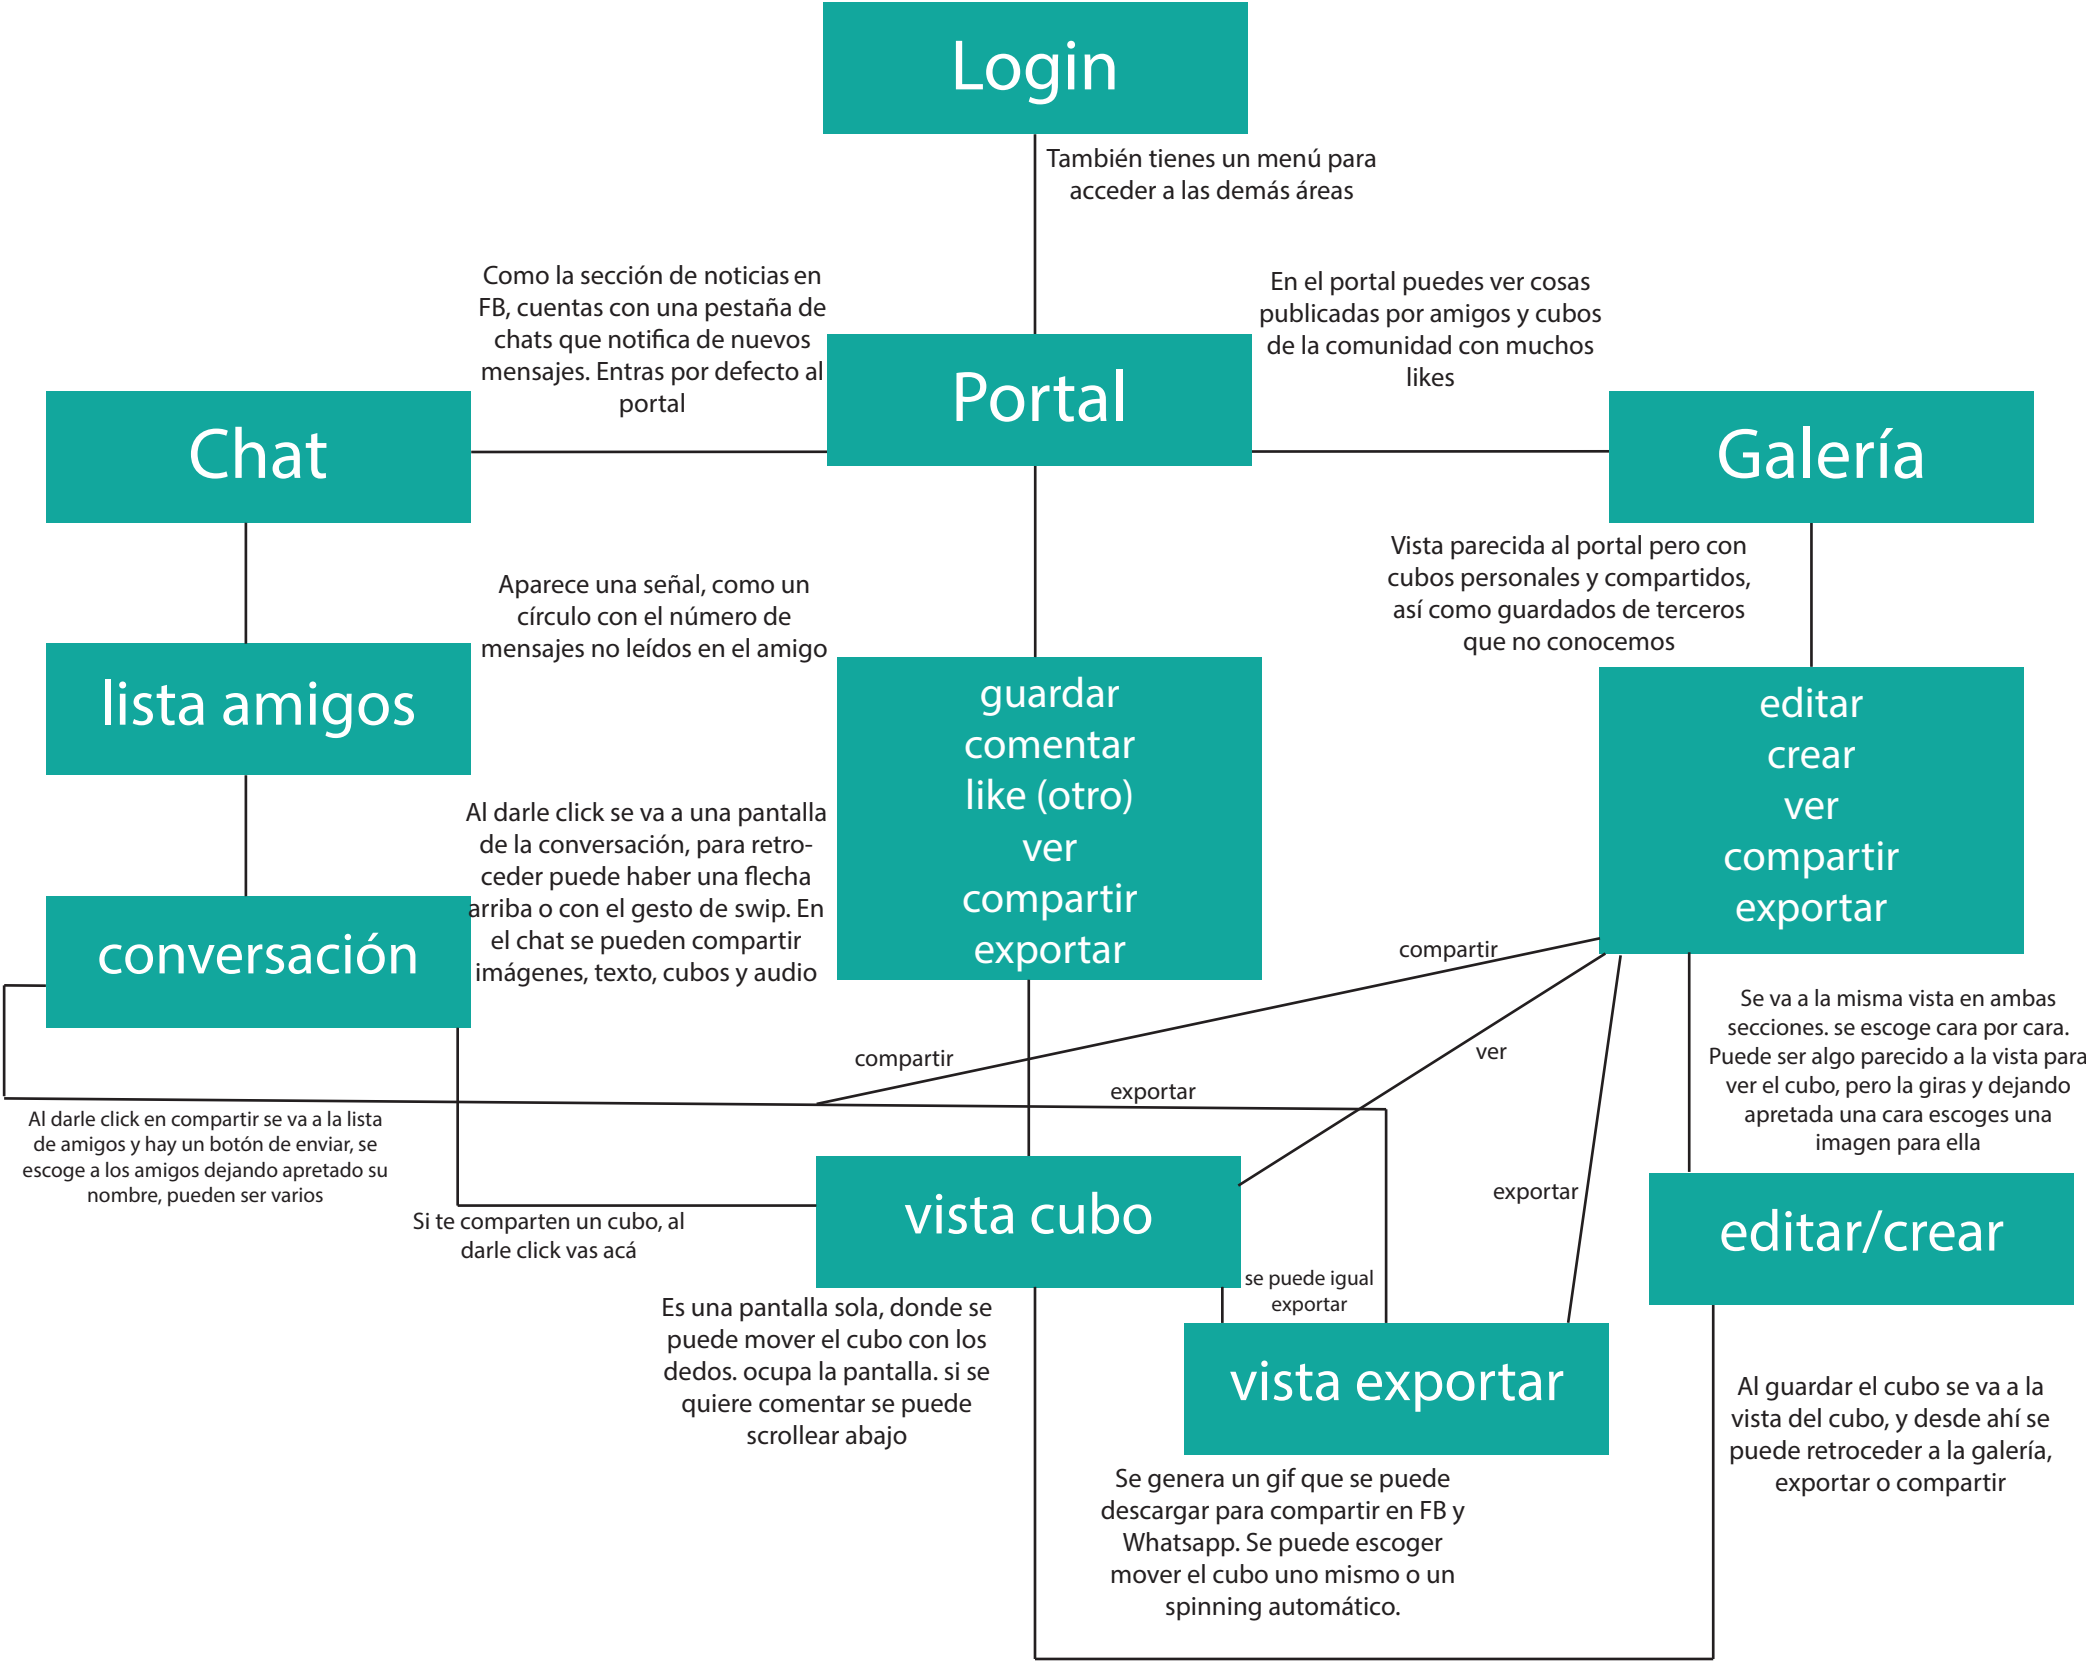 Login
También tienes un menú para
acceder a las demás áreas
Como la sección de noticias en
FB, cuentas con una pestaña de
chats que notifica de nuevos
mensajes. Entras por defecto al
portal
En el portal puedes ver cosas
publicadas por amigos y cubos
de la comunidad con muchos
likes
Portal
Chat
Galería
Aparece una señal, como un
círculo con el número de
mensajes no leídos en el amigo
Vista parecida al portal pero con
cubos personales y compartidos,
así como guardados de terceros
que no conocemos
lista amigos
guardar
comentar
like (otro)
ver
compartir
exportar
editar
crear
ver
compartir
exportar
Al darle click se va a una pantalla
de la conversación, para retro-
ceder puede haber una flecha
arriba o con el gesto de swip. En
el chat se pueden compartir
imágenes, texto, cubos y audio
conversación
compartir
compartir
ver
exportar
exportar
Se va a la misma vista en ambas
secciones. se escoge cara por cara.
Puede ser algo parecido a la vista para
ver el cubo, pero la giras y dejando
apretada una cara escoges una
imagen para ella
Al darle click en compartir se va a la lista
de amigos y hay un botón de enviar, se
escoge a los amigos dejando apretado su
nombre, pueden ser varios
Si te comparten un cubo, al
darle click vas acá
vista cubo
editar/crear
se puede igual
exportar
Es una pantalla sola, donde se
puede mover el cubo con los
dedos. ocupa la pantalla. si se
quiere comentar se puede
scrollear abajo
vista exportar
Al guardar el cubo se va a la
vista del cubo, y desde ahí se
puede retroceder a la galería,
exportar o compartir
Se genera un gif que se puede
descargar para compartir en FB y
Whatsapp. Se puede escoger
mover el cubo uno mismo o un
spinning automático.